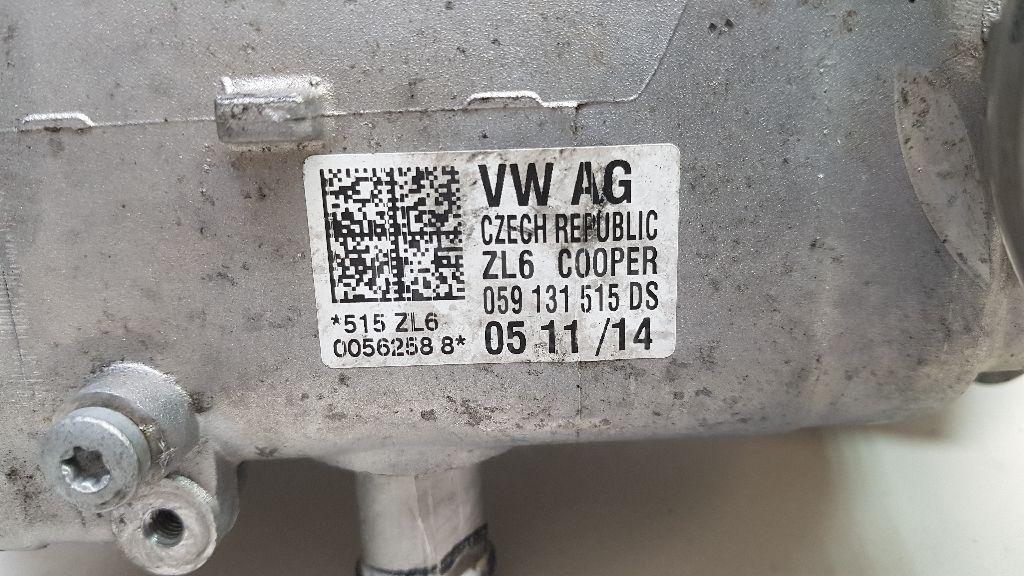 VW AG
CZECH REPUBLIC
ZL6 COOPER
059 131 515 DS
05 11 /14
*515 ZL6
0056258 8*